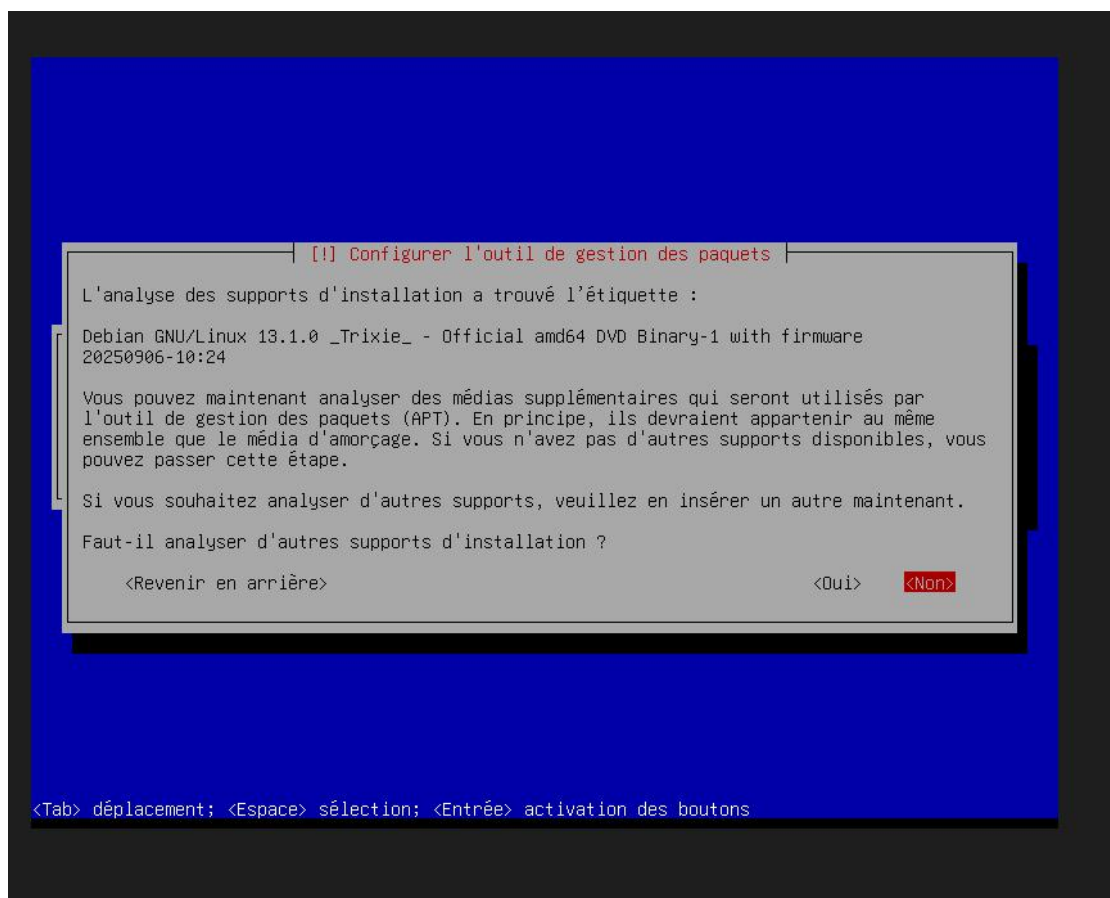 [!] Configurer l'outil de gestion des paquets
L'analyse des supports d'installation a trouvé l’étiquette :
Debian GNU/Linux 13.1.0 _Trixie_ - Official amd64 DVD Binary-1 with firmware
20250906-10:24
Vous pouvez maintenant analyser des médias supplémentaires qui seront utilisés par
l'outil de gestion des paquets (APT). En principe, ils devraient appartenir au même
ensemble que le média d'amorçage. Si vous n'avez pas d'autres supports disponibles, vous
pouvez passer cette étape.
Si vous souhaitez analyser d'autres supports, veuillez en insérer un autre maintenant.
Faut-il analyser d'autres supports d'installation ?
<Revenir en arrière> <Oui> <Non>
<Tab> déplacement; <Espace> sélection; <Entrée> activation des boutons